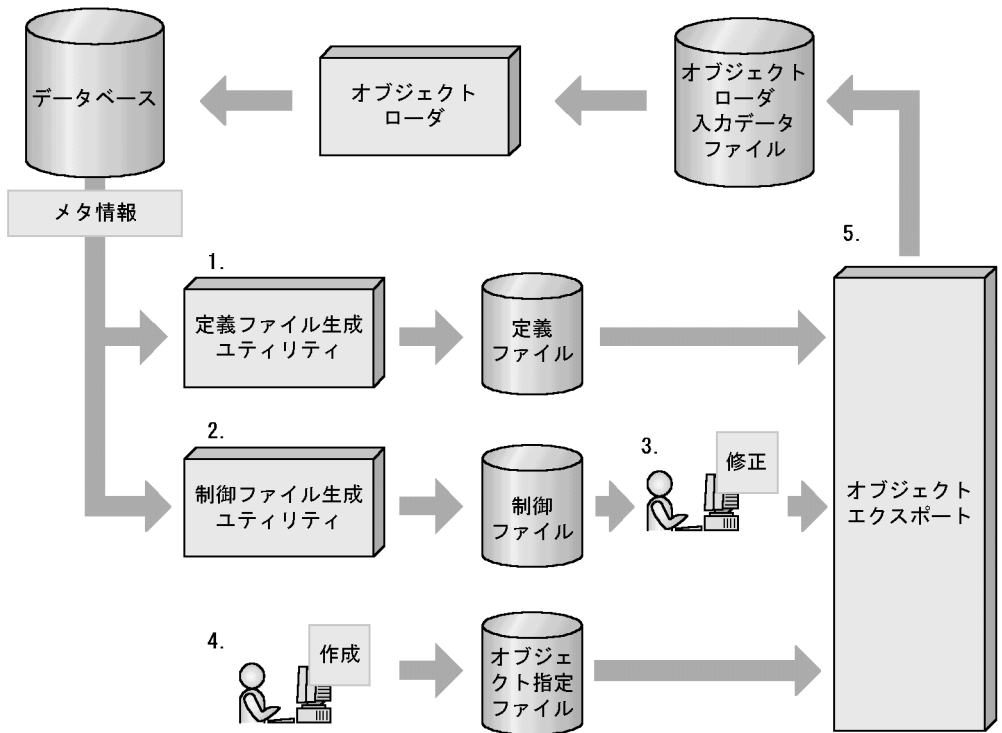 データベース
オブジェクト
ローダ
オブジェクト
ローダ
入力データ
ファイル
メタ情報
1.
定義ファイル生成
ユティリティ
定義
ファイル
5.
2.
制御ファイル生成
ユティリティ
制御
ファイル
3.
修正
オブジェクト
エクスポート
4.
作成
オブジェ
クト指定
ファイル